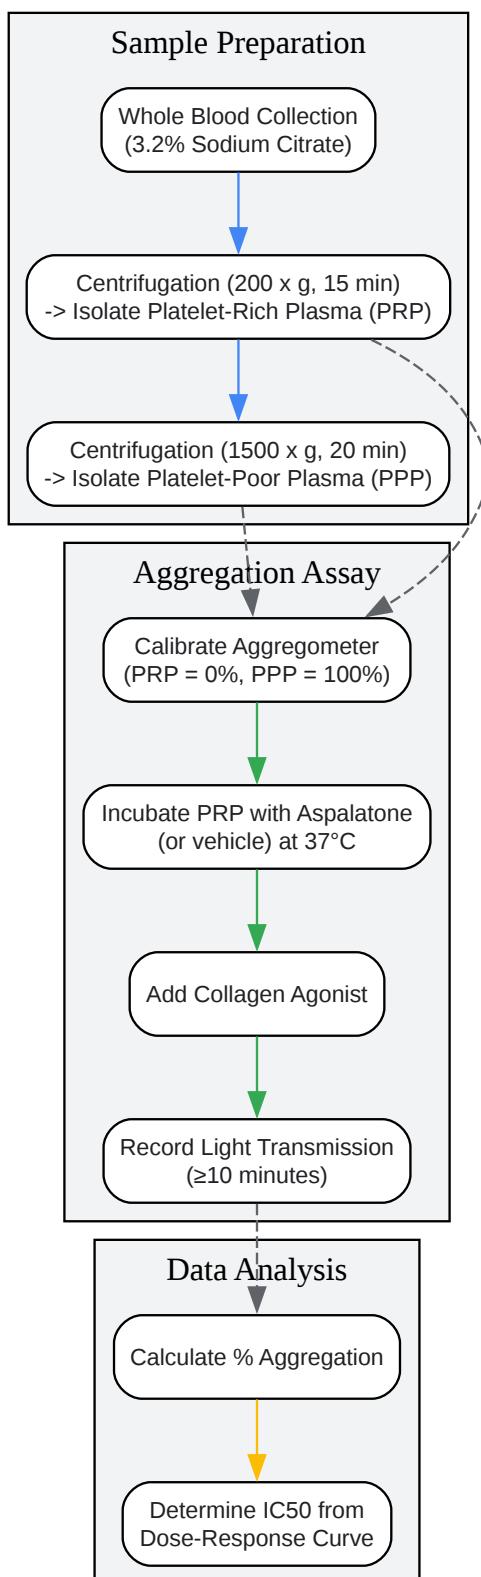 Sample Preparation
Whole Blood Collection
(3.2% Sodium Citrate)
Centrifugation (200 x g, 15 min)
-> Isolate Platelet-Rich Plasma (PRP)
Centrifugation (1500 x g, 20 min)
-> Isolate Platelet-Poor Plasma (PPP)
Aggregation Assay
Calibrate Aggregometer
(PRP = 0%, PPP = 100%)
Incubate PRP with Aspalatone
(or vehicle) at 37°C
Add Collagen Agonist
Record Light Transmission
(≥10 minutes)
Data Analysis
Calculate % Aggregation
Determine IC50 from
Dose-Response Curve